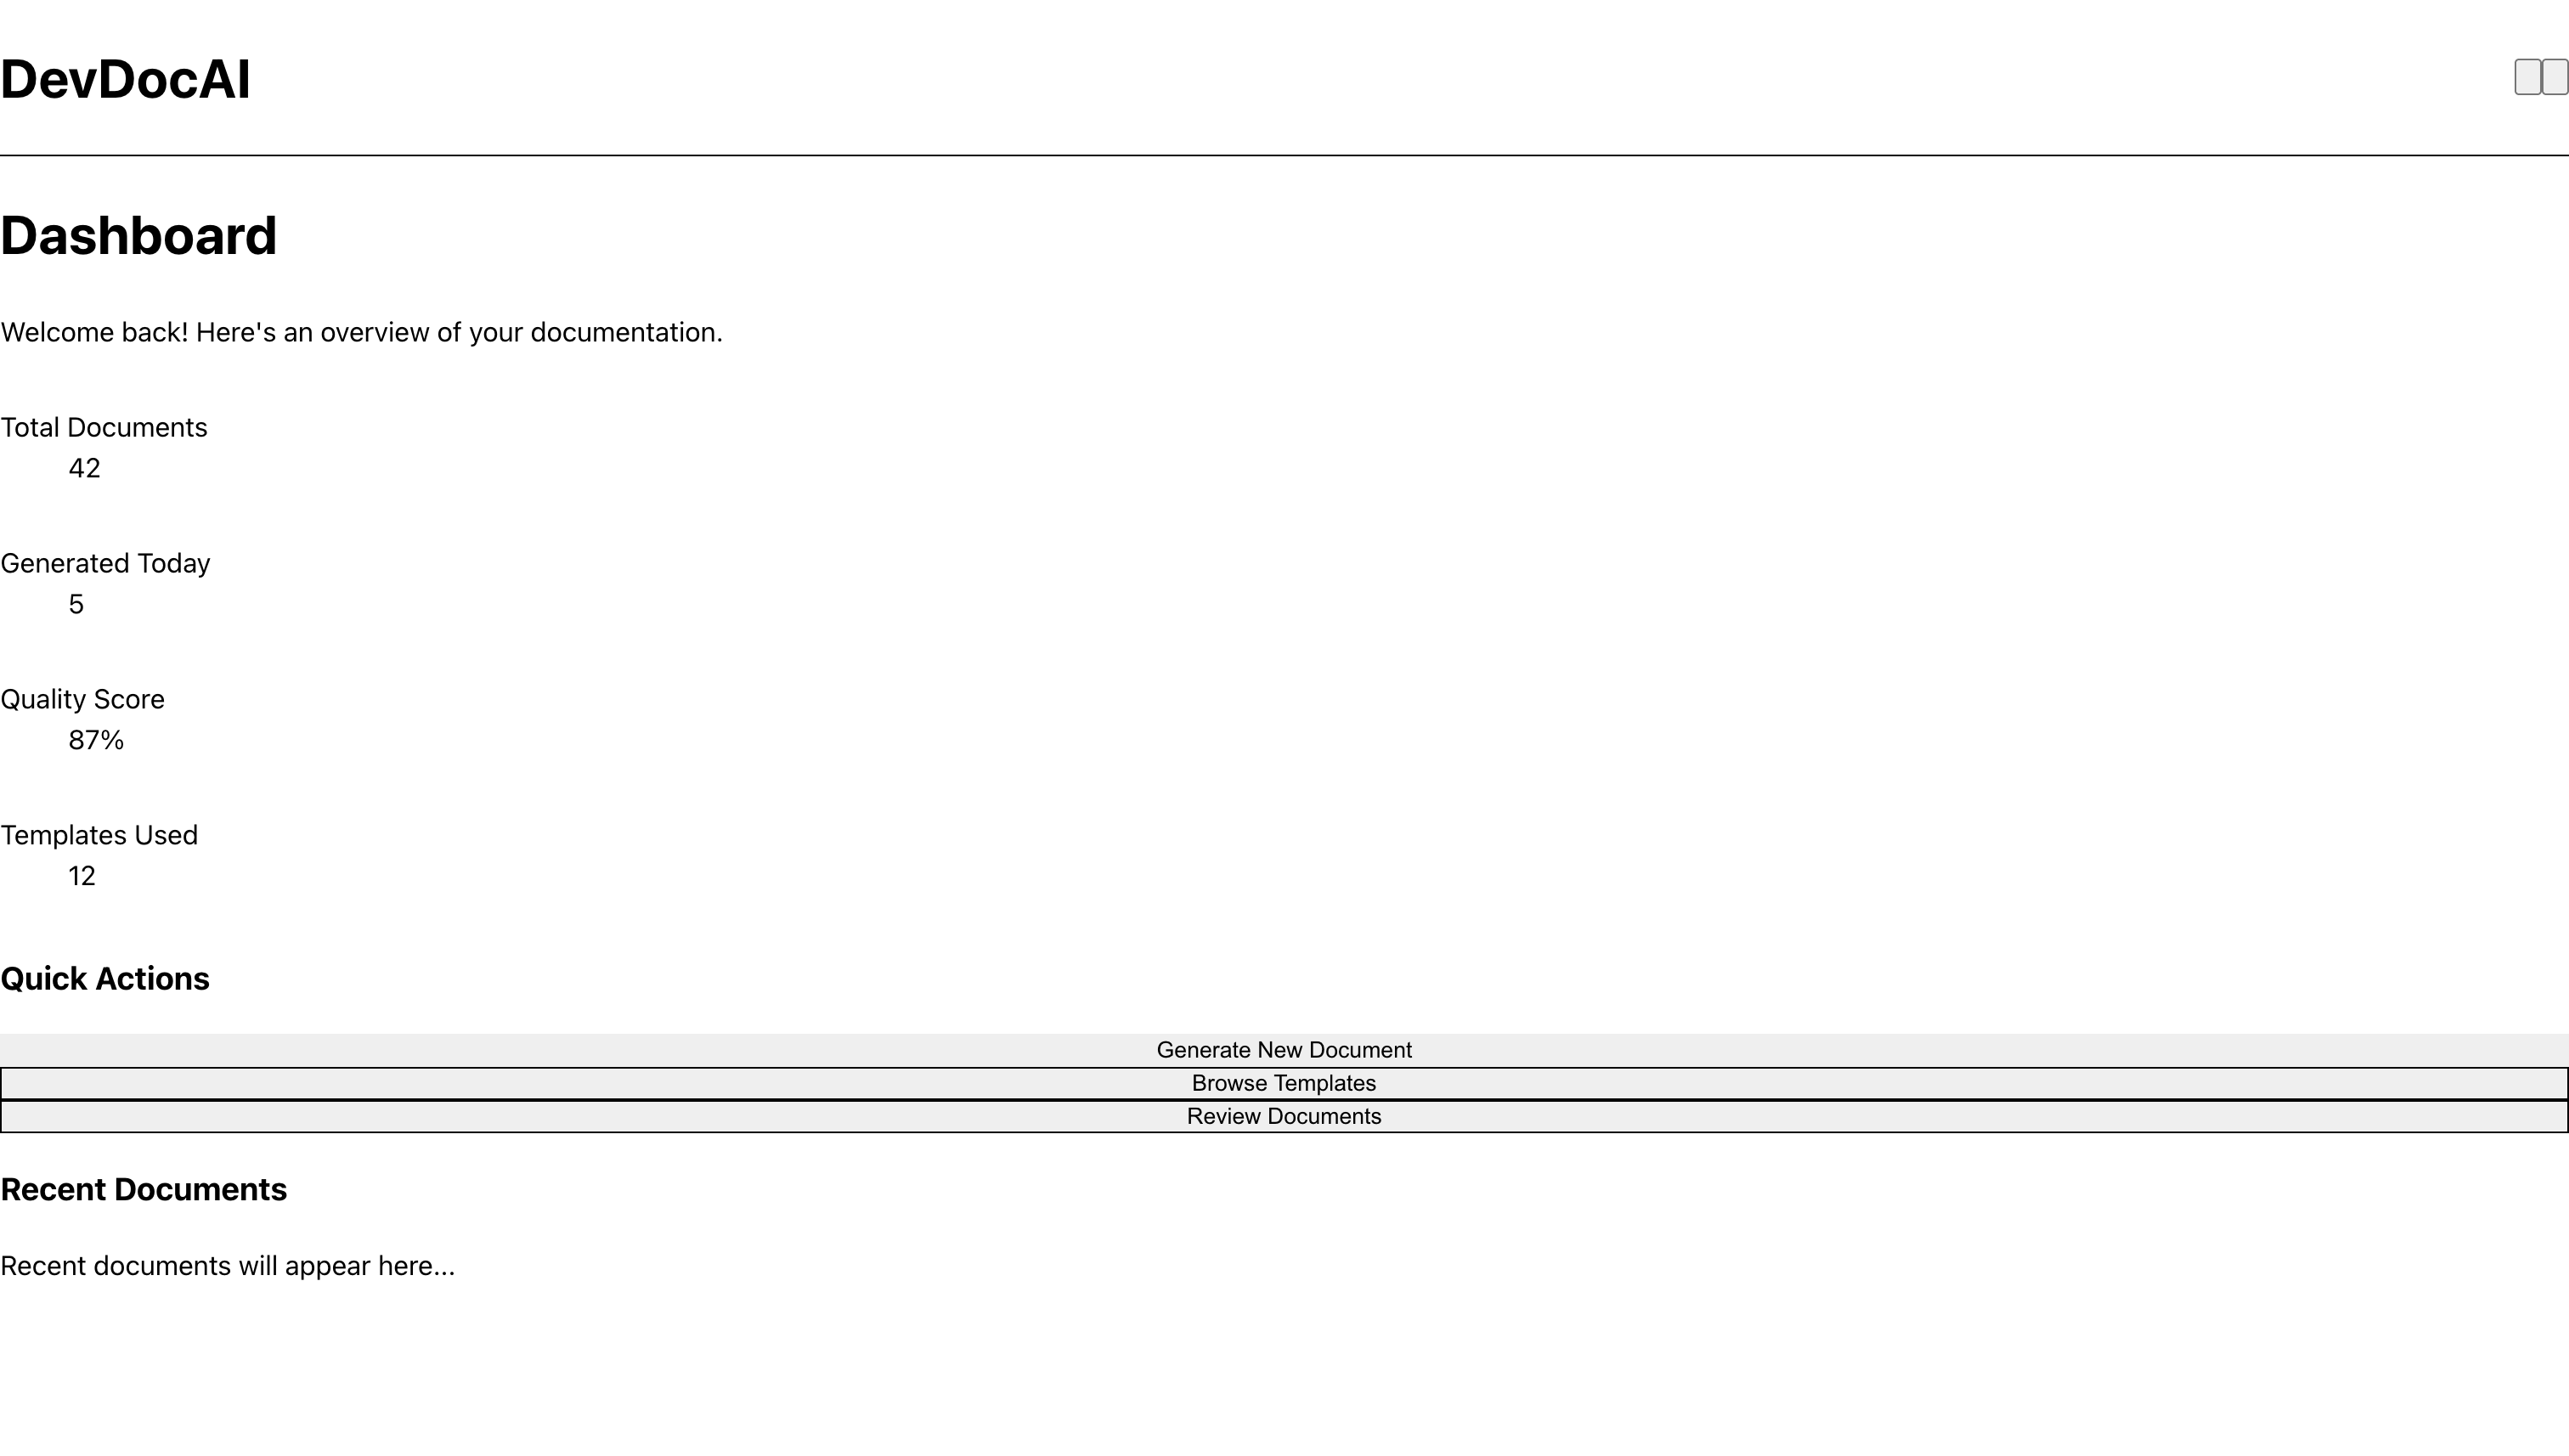 DevDocAI
Dashboard
Welcome back! Here's an overview of your documentation.
Total Documents
42
Generated Today
5
Quality Score
87%
Templates Used
12
Quick Actions
Generate New Document
Browse Templates
Review Documents
Recent Documents
Recent documents will appear here...